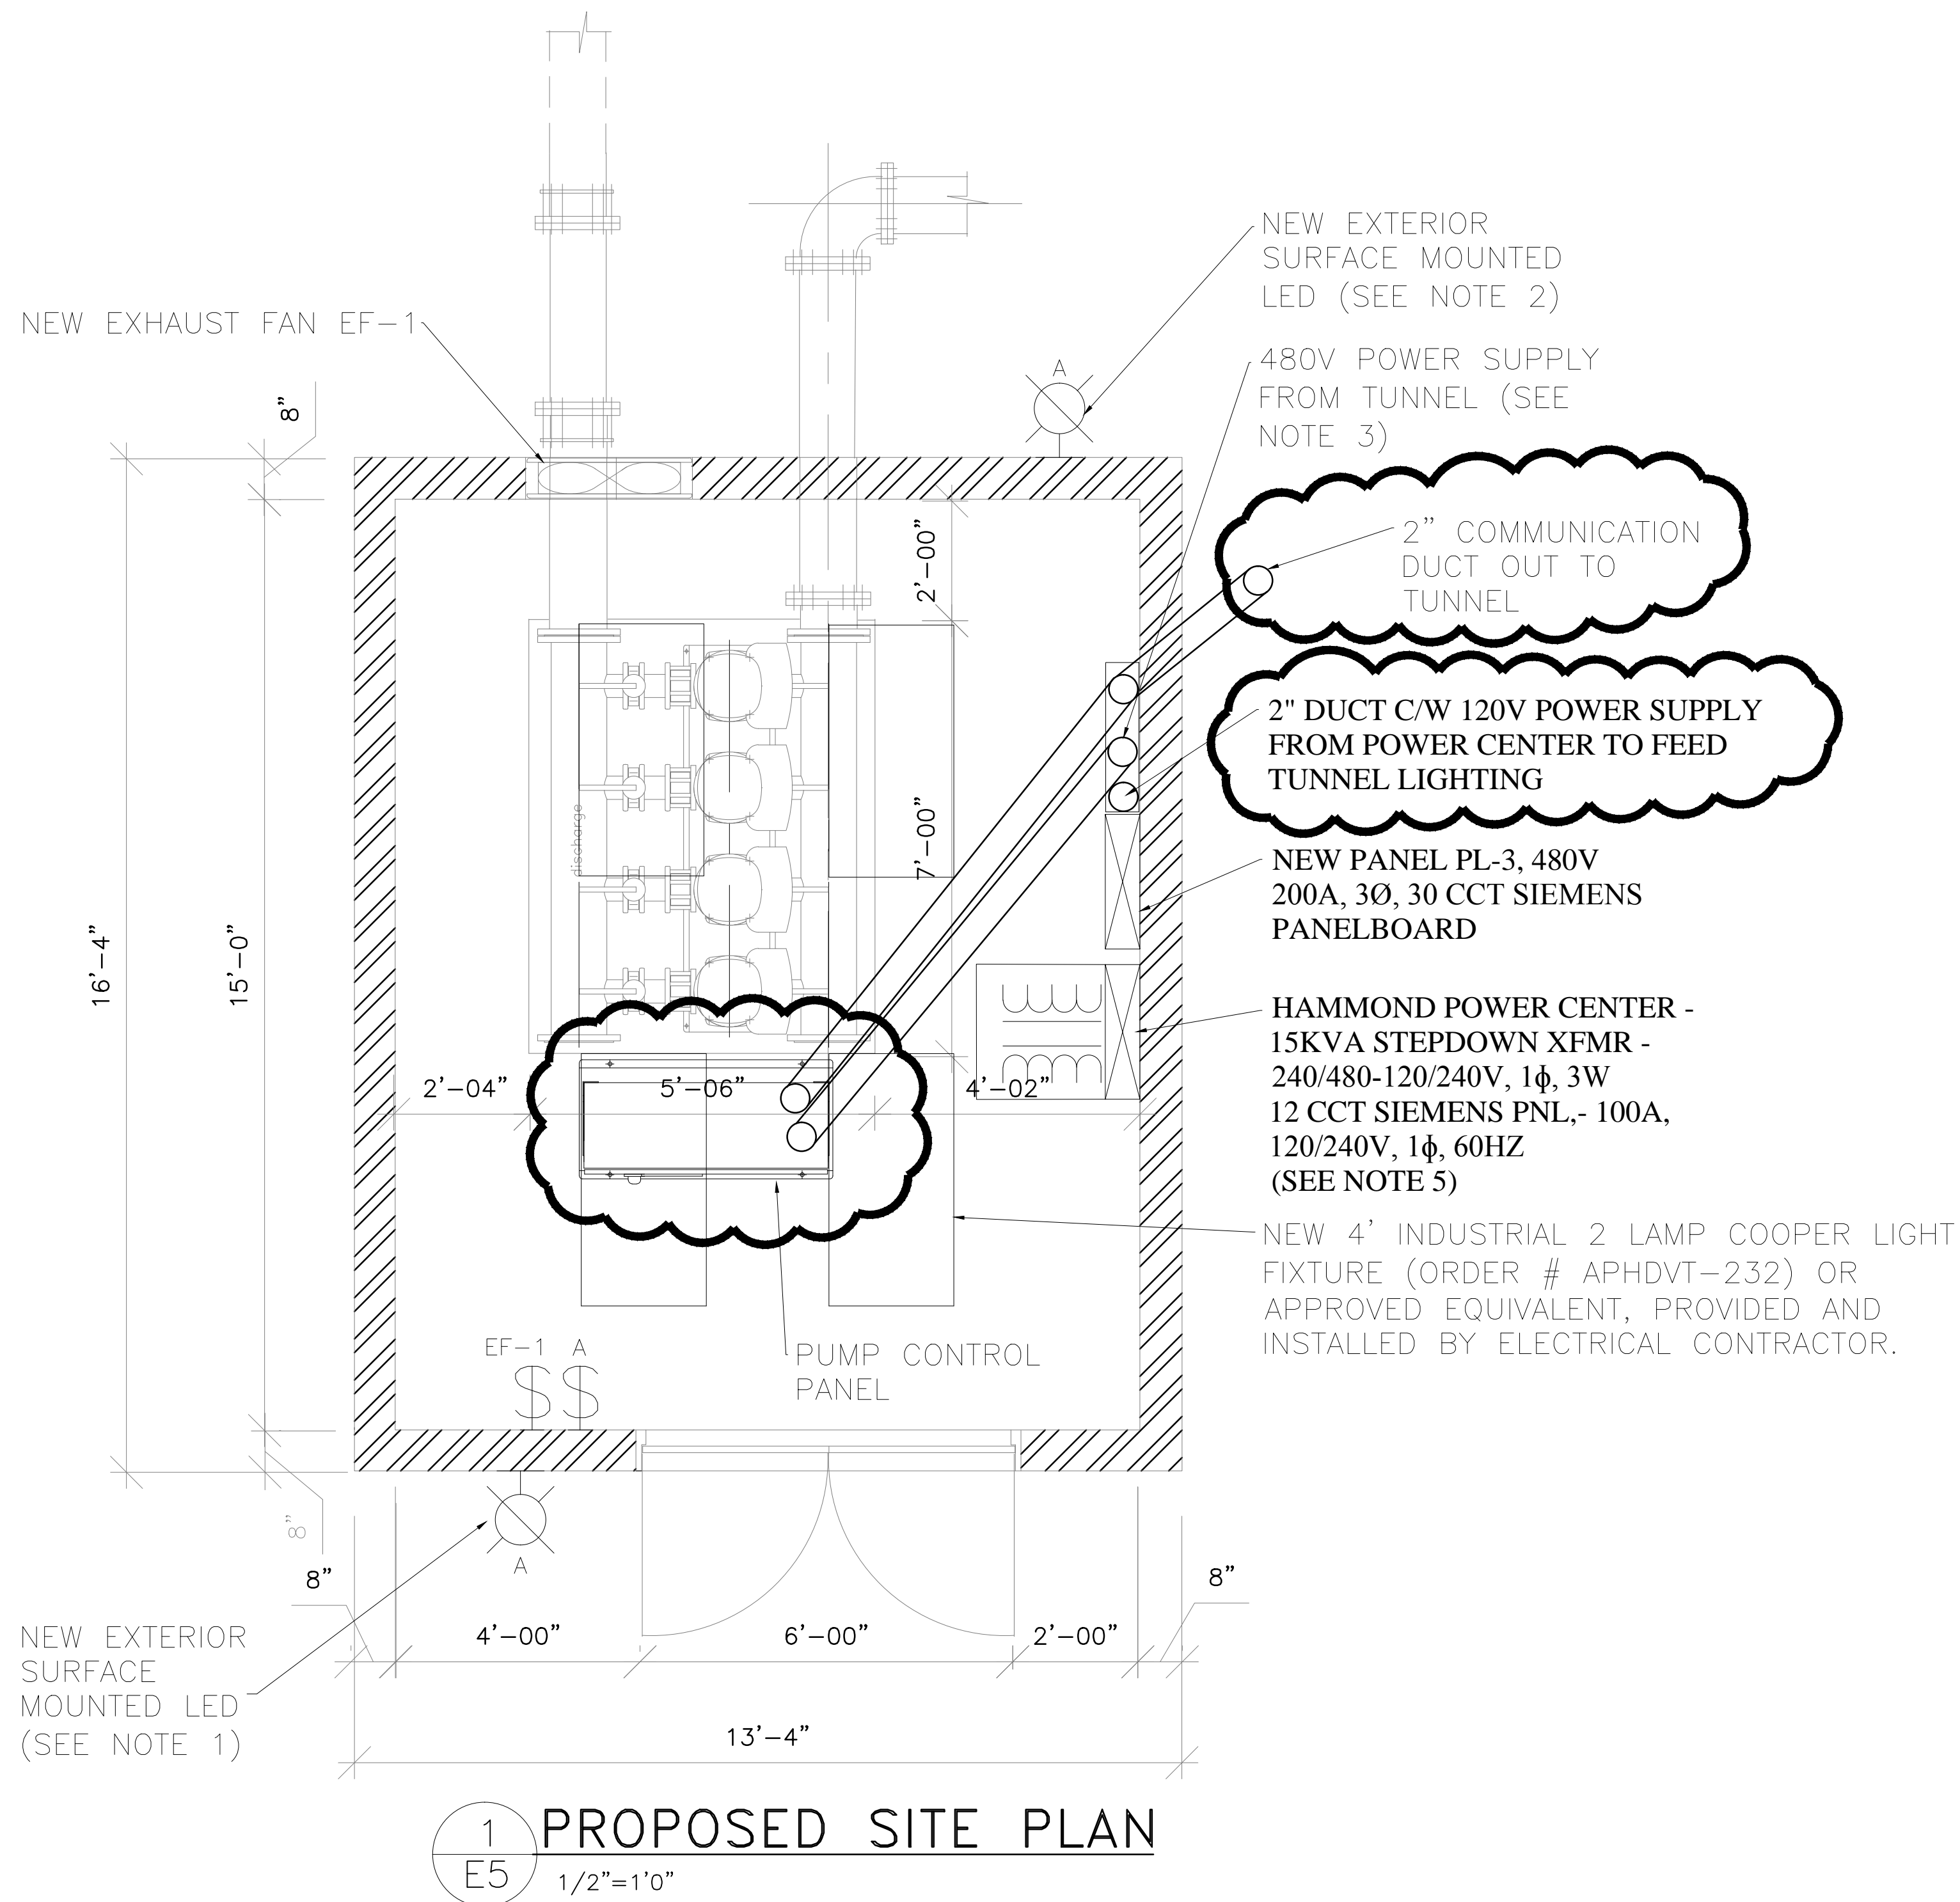 NEW EXTERIOR
SURFACE MOUNTED
LED (SEE NOTE 2)
NEW EXHAUST FAN EF-1
480V POWER SUPPLY
FROM TUNNEL (SEE
NOTE 3)
A
8"
2" COMMUNICATION
DUCT OUT TO
TUNNEL
2'-00"
2" DUCT C/W 120V POWER SUPPLY
FROM POWER CENTER TO FEED
TUNNEL LIGHTING
discharge
7'-00"
NEW PANEL PL-3, 480V
200A, 3Ø, 30 CCT SIEMENS
PANELBOARD
16'-4"
15'-0"
HAMMOND POWER CENTER -
15KVA STEPDOWN XFMR -
240/480-120/240V, 1ϕ, 3W
12 CCT SIEMENS PNL,- 100A,
120/240V, 1ϕ, 60HZ
(SEE NOTE 5)
2'-04"
5'-06"
4'-02"
NEW 4' INDUSTRIAL 2 LAMP COOPER LIGHT
FIXTURE (ORDER # APHDVT-232) OR
APPROVED EQUIVALENT, PROVIDED AND
INSTALLED BY ELECTRICAL CONTRACTOR.
EF-1 A
$ $
PUMP CONTROL
PANEL
8"
A
8"
8"
NEW EXTERIOR
SURFACE
MOUNTED LED
(SEE NOTE 1)
4'-00"
6'-00"
2'-00"
13'-4"
1
E5
PROPOSED SITE PLAN
1/2"=1'0"